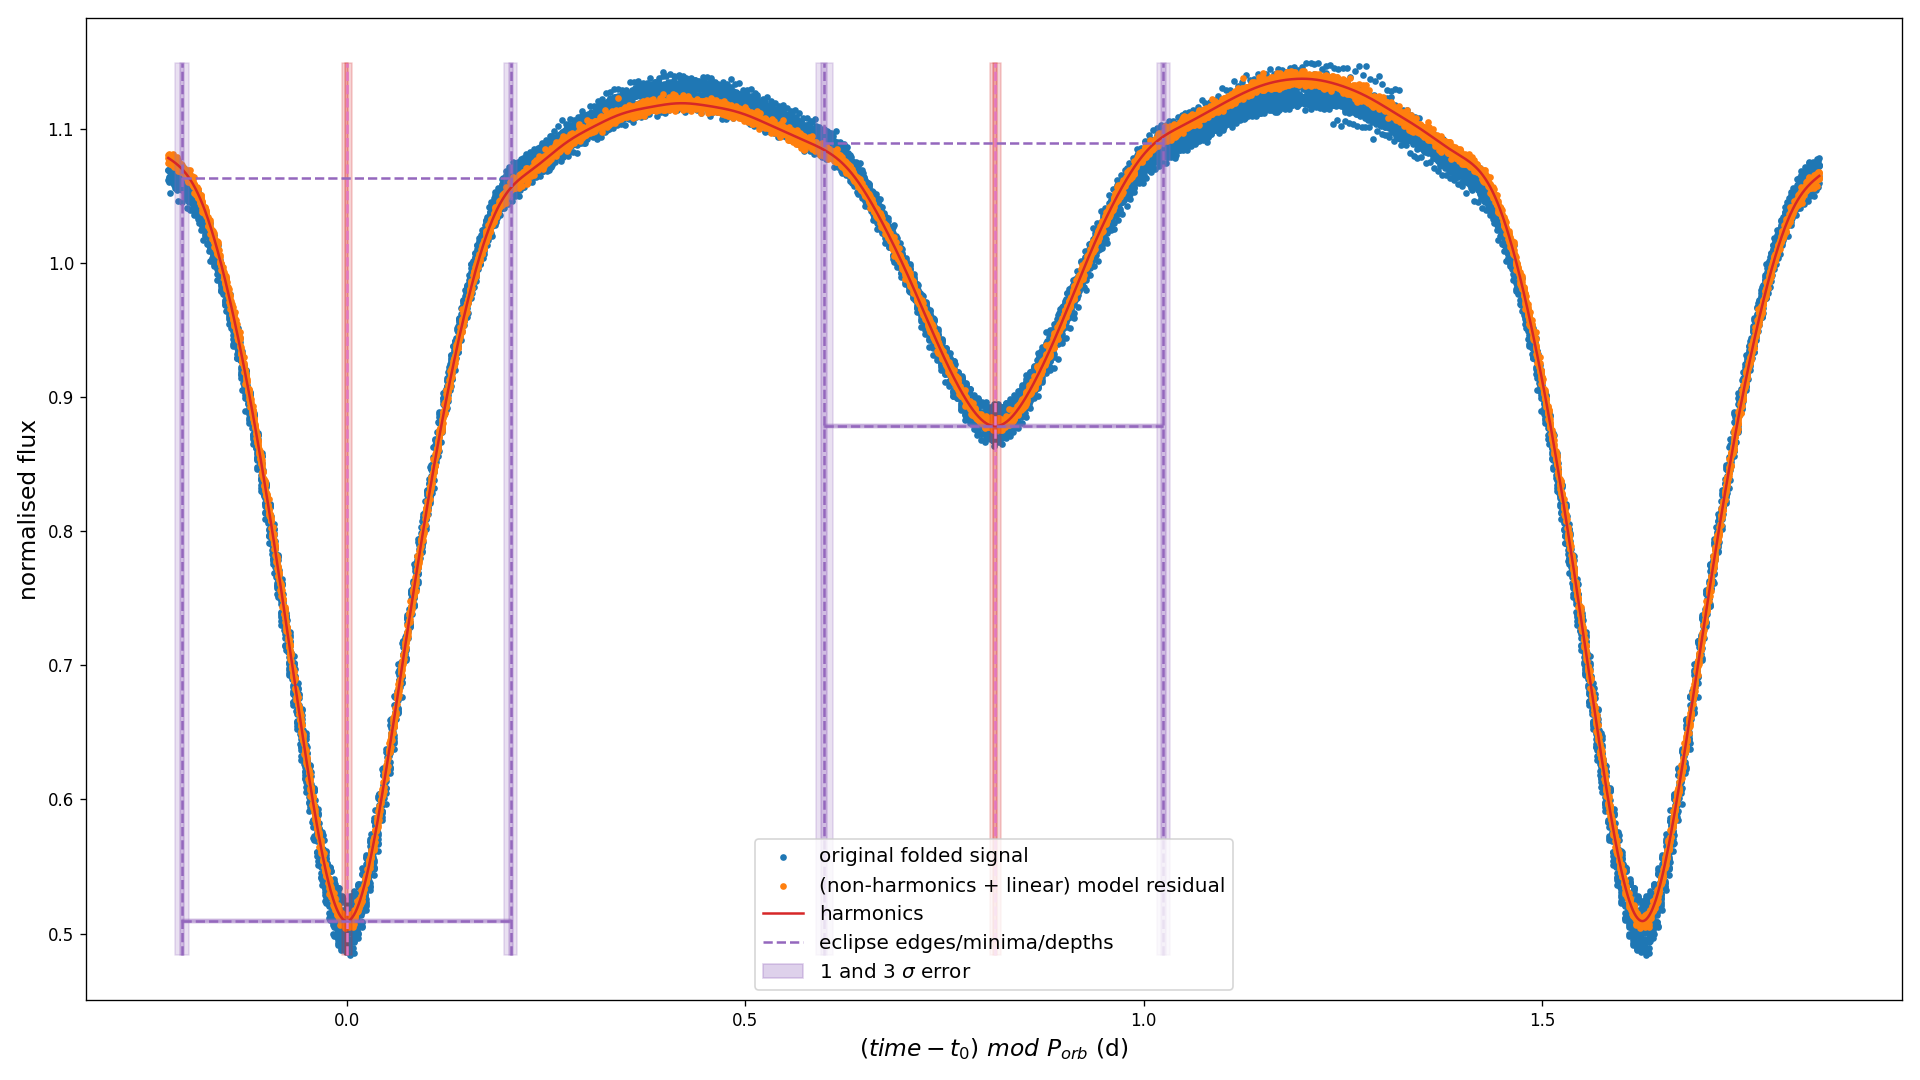 normalised flux
1.1
1.0
0.9
0.8
0.7
0.6
0.5
original folded signal
(non-harmonics + linear) model residual
harmonics
eclipse edges/minima/depths
1 and 3 σ error
0.0 0.5 1.0 1.5
(time − t₀) mod Pₒᵣb (d)